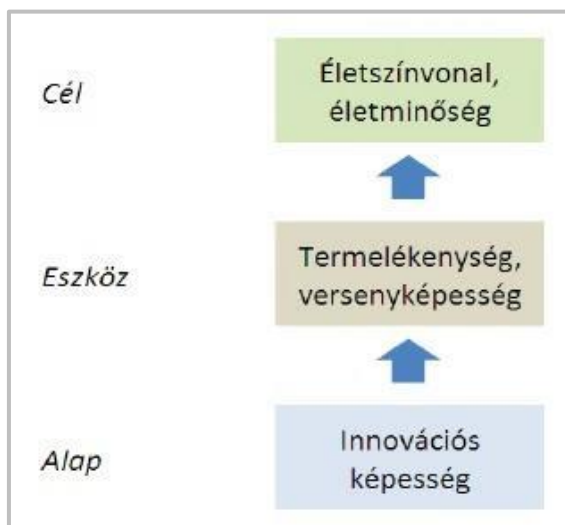 Cél
Életszínvonal,
életminőség
Eszköz
Termelékenység,
versenyképesség
Alap
Innovációs
képesség